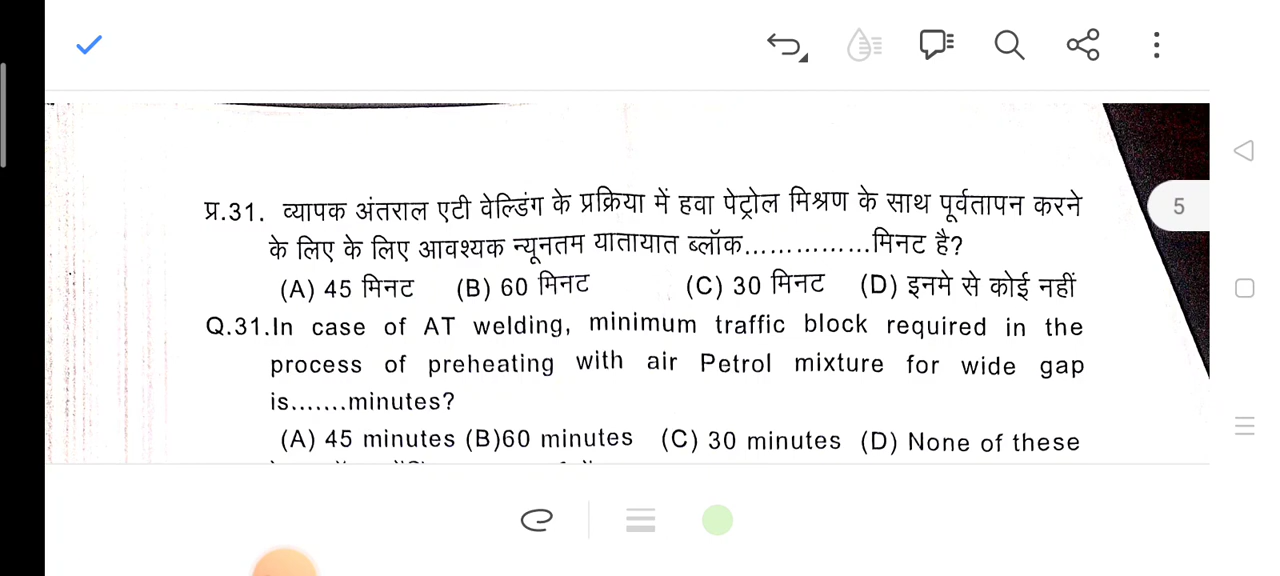 5
प्र.31. व्यापक अंतराल एटी वेल्डिंग के प्रक्रिया में हवा पेट्रोल मिश्रण के साथ पूर्वतापन करने
के लिए के लिए आवश्यक न्यूनतम यातायात ब्लॉक...............मिनट है?
(A) 45 मिनट (B) 60 मिनट (C) 30 मिनट (D) इनमे से कोई नहीं
Q.31.In case of AT welding, minimum traffic block required in the
process of preheating with air Petrol mixture for wide gap
is.......minutes?
(A) 45 minutes (B)60 minutes (C) 30 minutes (D) None of these